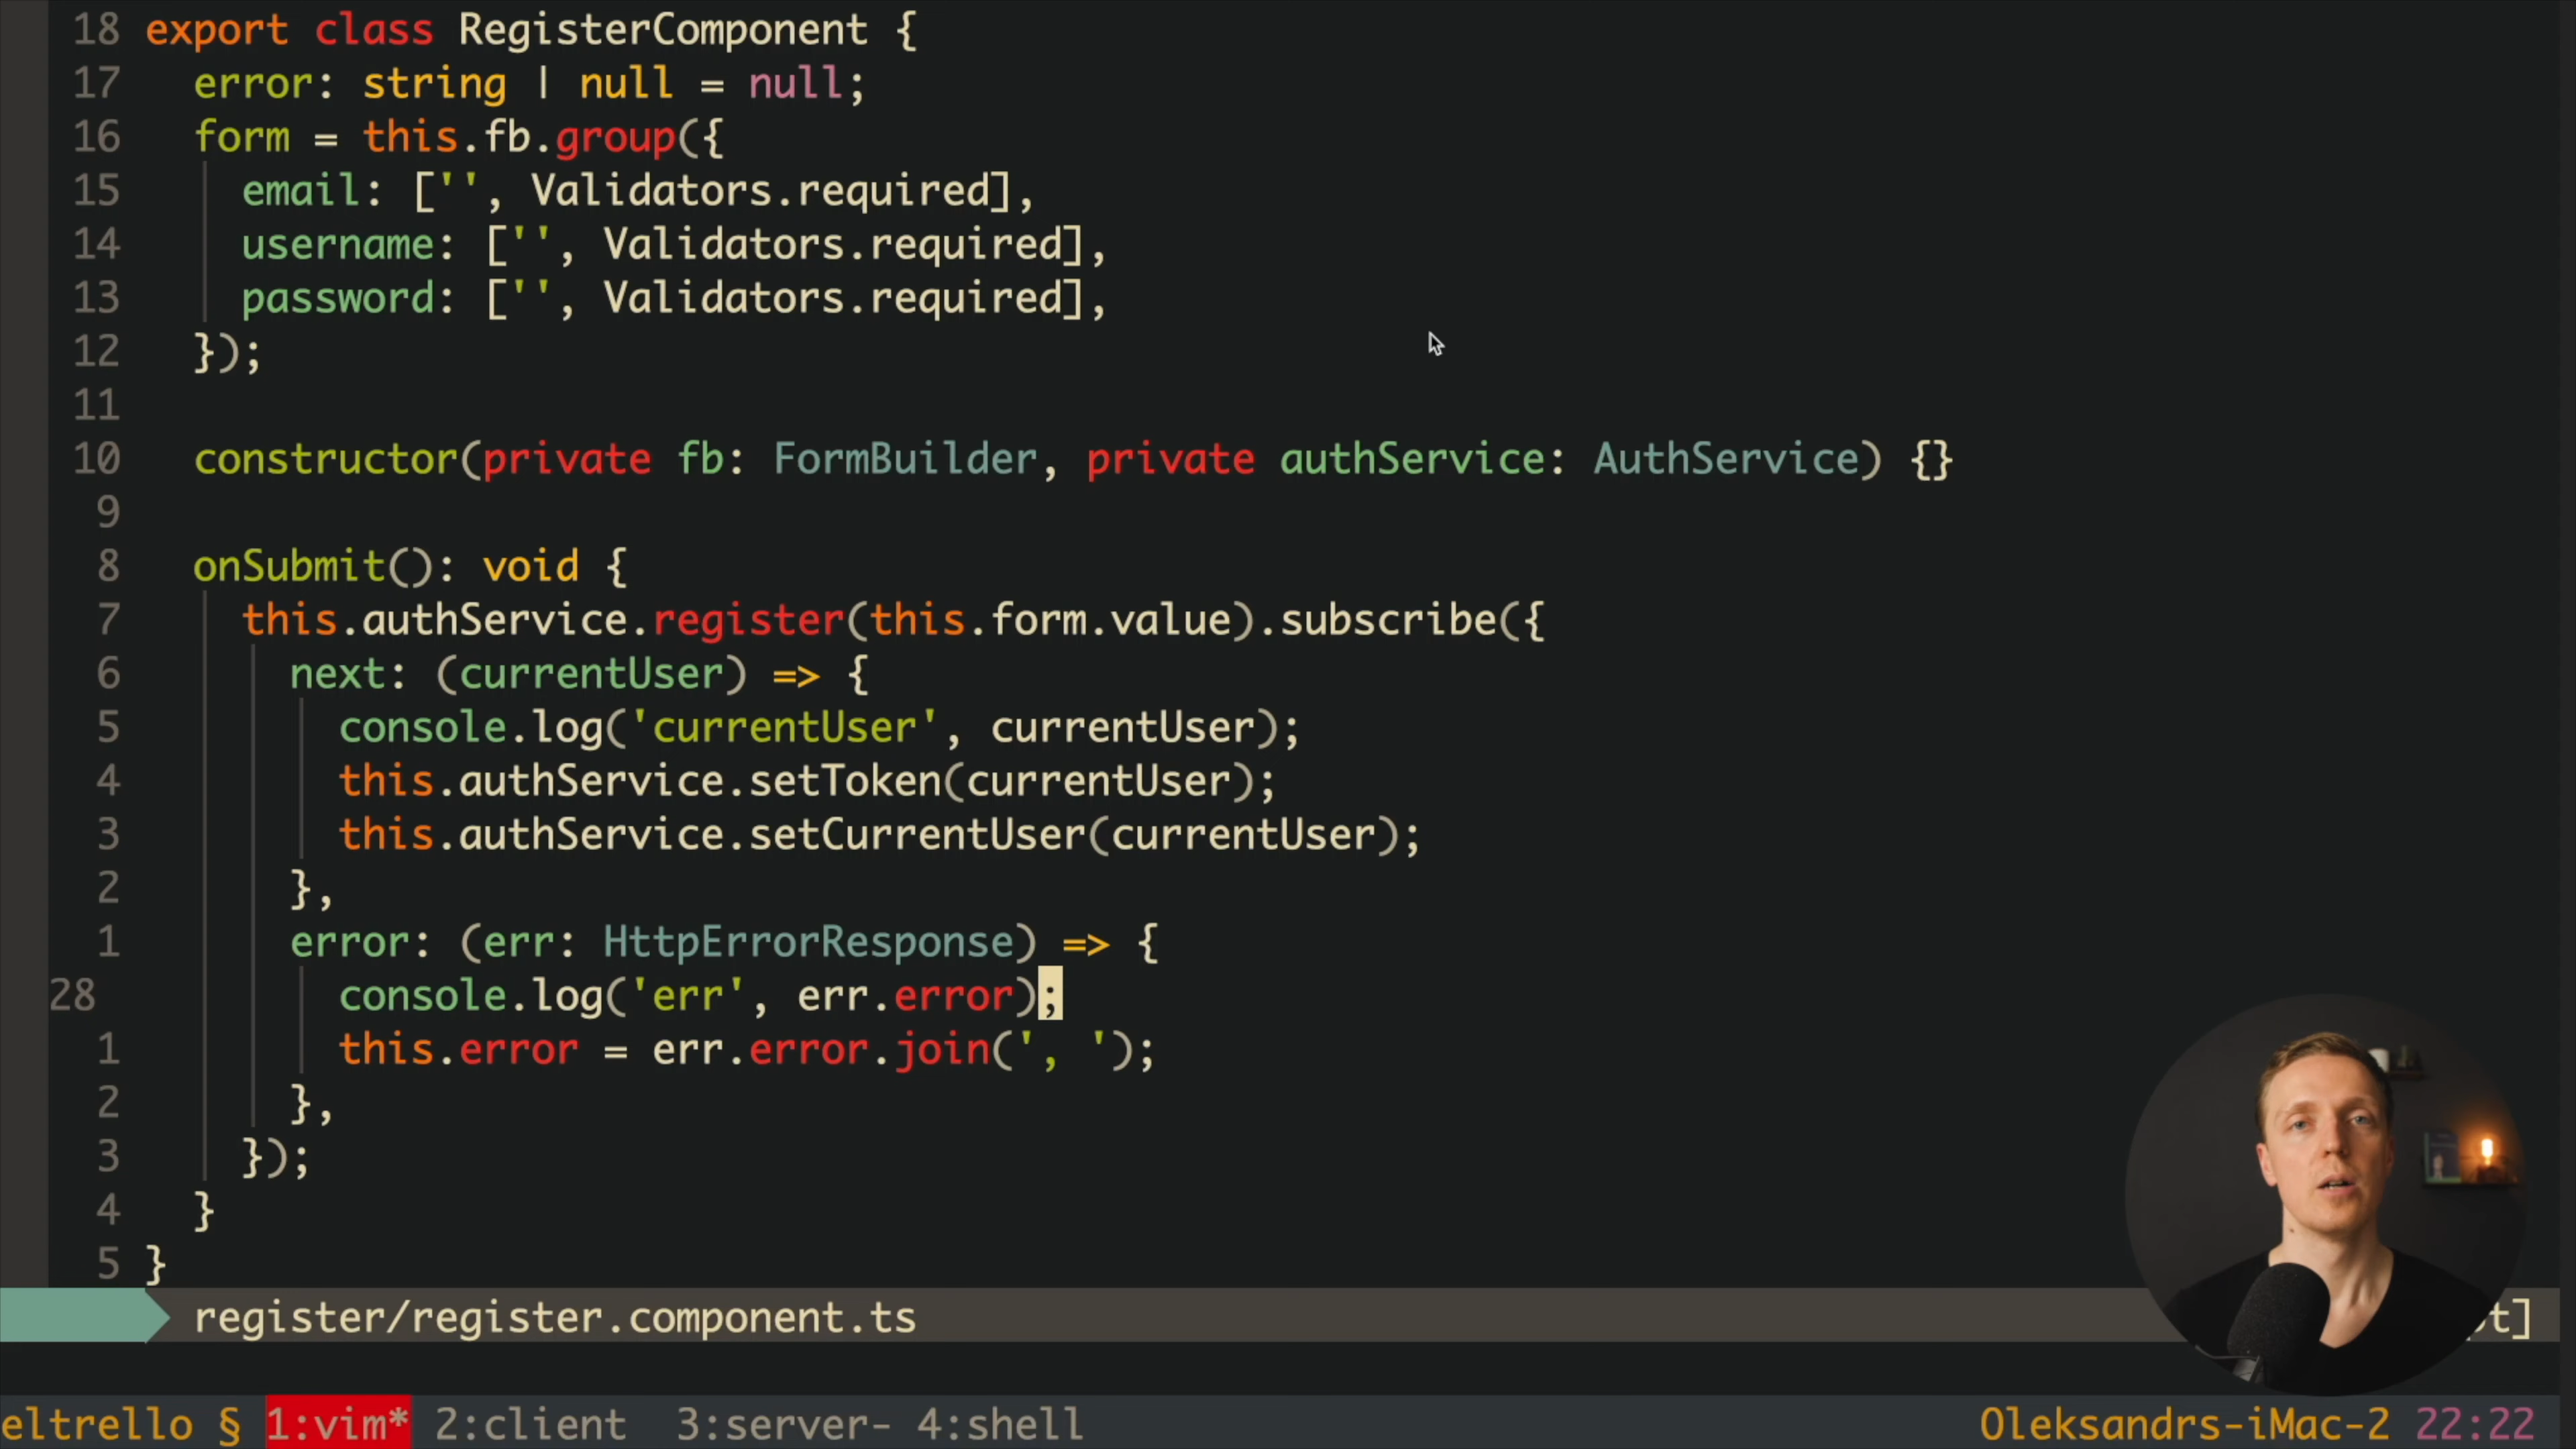 18 export class RegisterComponent {
17 error: string | null = null;
16 form = this.fb.group({
15 email: ['', Validators.required],
14 username: ['', Validators.required],
13 password: ['', Validators.required],
12 });
11
10 constructor(private fb: FormBuilder, private authService: AuthService) {}
9
8 onSubmit(): void {
7 this.authService.register(this.form.value).subscribe({
6 next: (currentUser) => {
5 console.log('currentUser', currentUser);
4 this.authService.setToken(currentUser);
3 this.authService.setCurrentUser(currentUser);
2 },
1 error: (err: HttpErrorResponse) => {
28 console.log('err', err.error);
1 this.error = err.error.join(', ');
2 },
3 });
4 }
5 }
register/register.component.ts
eltrello § 1:vim* 2:client 3:server- 4:shell Oleksandrs-iMac-2 22:22